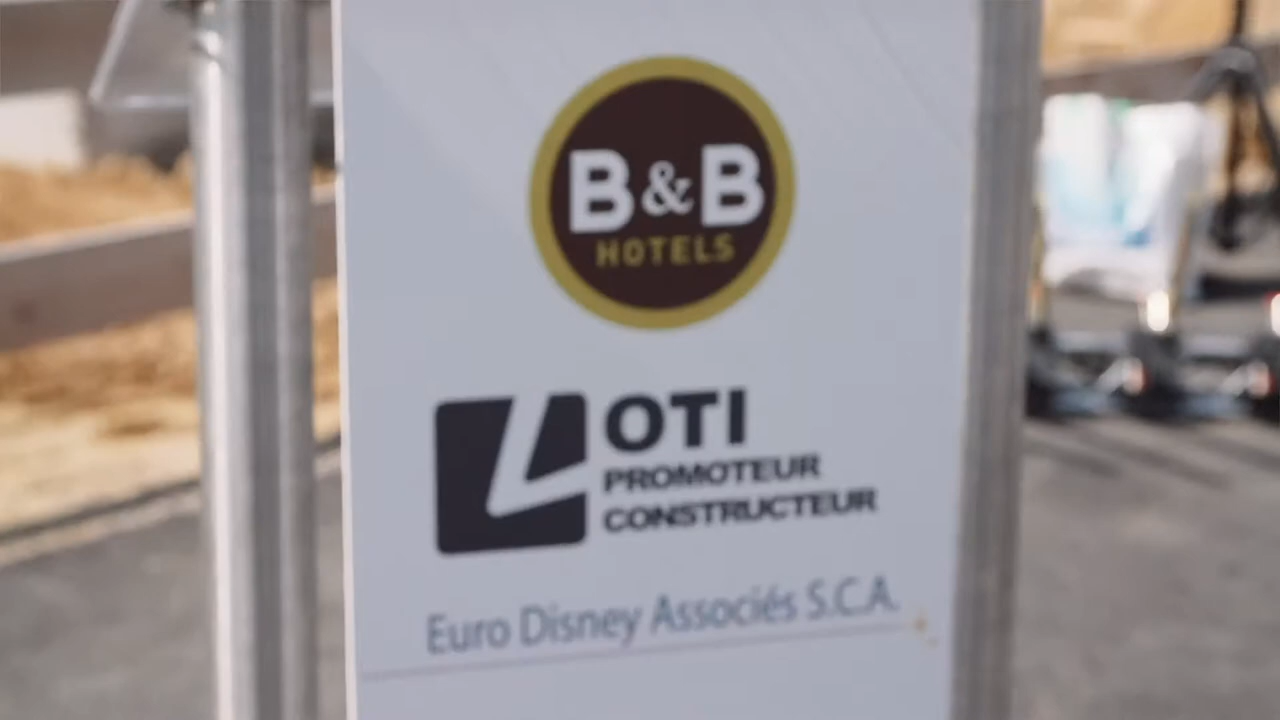 B&B
HOTELS
OTI
PROMOTEUR
CONSTRUCTEUR
Euro Disney Associés S.C.A.